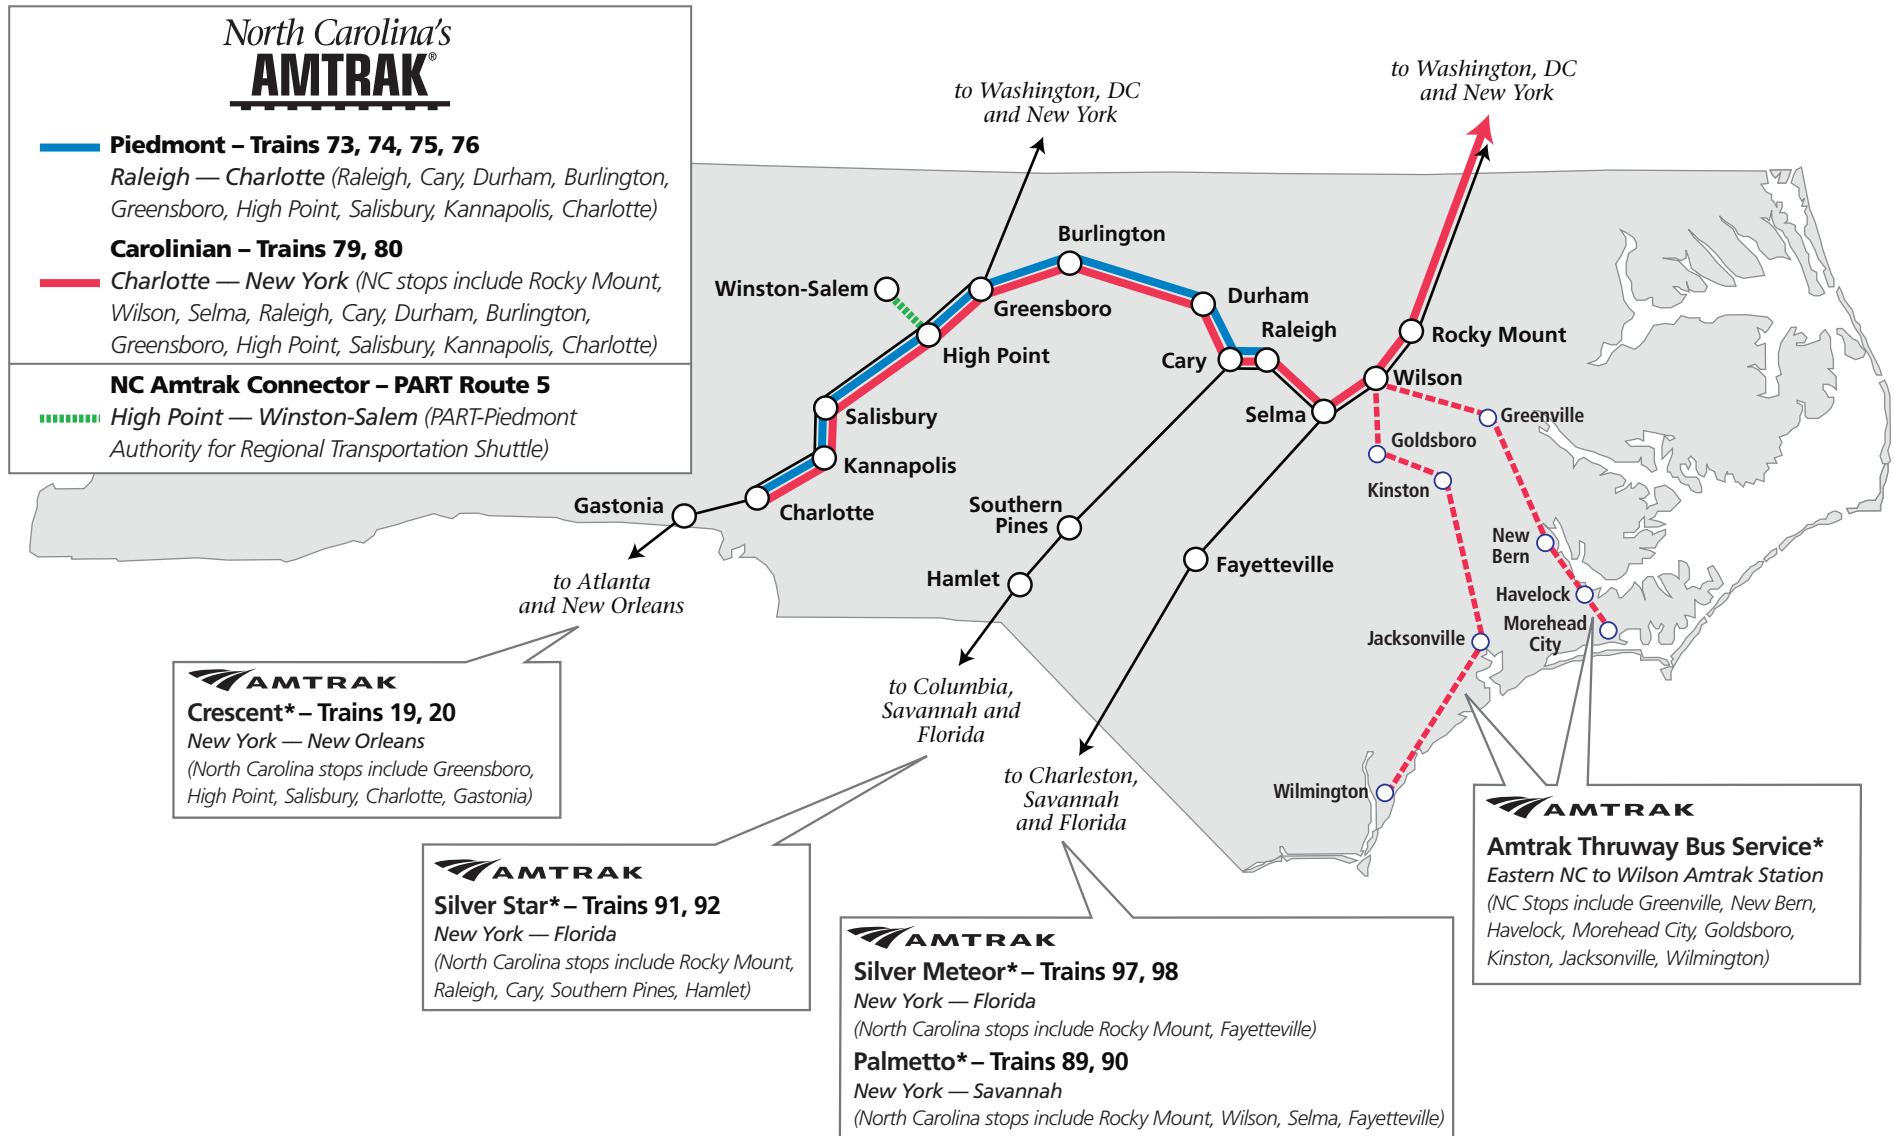 North Carolina's
AMTRAK®
Piedmont – Trains 73, 74, 75, 76
Raleigh — Charlotte (Raleigh, Cary, Durham, Burlington,
Greensboro, High Point, Salisbury, Kannapolis, Charlotte)
Carolinian – Trains 79, 80
Charlotte — New York (NC stops include Rocky Mount,
Wilson, Selma, Raleigh, Cary, Durham, Burlington,
Greensboro, High Point, Salisbury, Kannapolis, Charlotte)
NC Amtrak Connector – PART Route 5
High Point — Winston-Salem (PART-Piedmont
Authority for Regional Transportation Shuttle)
to Washington, DC
and New York
to Washington, DC
and New York
Burlington
Winston-Salem
Greensboro
Durham
Raleigh
High Point
Cary
Rocky Mount
Wilson
Salisbury
Selma
Greenville
Goldsboro
Kannapolis
Kinston
Gastonia
Charlotte
Southern
Pines
New
Bern
Fayetteville
Hamlet
Havelock
to Atlanta
and New Orleans
Morehead
City
Jacksonville
to Columbia,
Savannah and
Florida
to Charleston,
Savannah
and Florida
Wilmington
AMTRAK
Crescent* – Trains 19, 20
New York — New Orleans
(North Carolina stops include Greensboro,
High Point, Salisbury, Charlotte, Gastonia)
AMTRAK
Silver Star* – Trains 91, 92
New York — Florida
(North Carolina stops include Rocky Mount,
Raleigh, Cary, Southern Pines, Hamlet)
AMTRAK
Silver Meteor* – Trains 97, 98
New York — Florida
(North Carolina stops include Rocky Mount, Fayetteville)
Palmetto* – Trains 89, 90
New York — Savannah
(North Carolina stops include Rocky Mount, Wilson, Selma, Fayetteville)
AMTRAK
Amtrak Thruway Bus Service*
Eastern NC to Wilson Amtrak Station
(NC Stops include Greenville, New Bern,
Havelock, Morehead City, Goldsboro,
Kinston, Jacksonville, Wilmington)